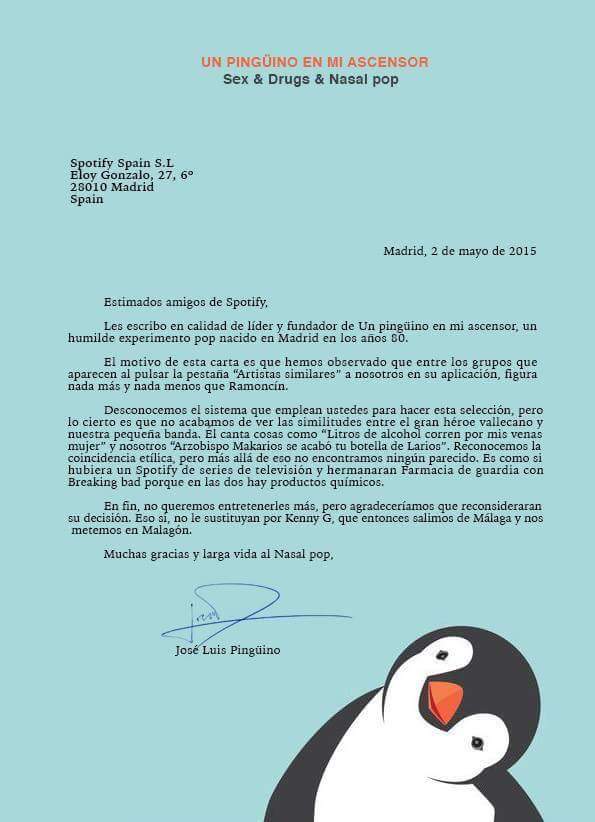 UN PINGÜINO EN MI ASCENSOR
Sex & Drugs & Nasal pop
Spotify Spain S.L
Eloy Gonzalo, 27, 6º
28010 Madrid
Spain
Madrid, 2 de mayo de 2015
Estimados amigos de Spotify,
Les escribo en calidad de líder y fundador de Un pingüino en mi ascensor, un
humilde experimento pop nacido en Madrid en los años 80.
El motivo de esta carta es que hemos observado que entre los grupos que
aparecen al pulsar la pestaña “Artistas similares” a nosotros en su aplicación, figura
nada más y nada menos que Ramoncín.
Desconocemos el sistema que emplean ustedes para hacer esta selección, pero
lo cierto es que no acabamos de ver las similitudes entre el gran héroe vallecano y
nuestra pequeña banda. El canta cosas como “Litros de alcohol corren por mis venas
mujer” y nosotros “Arzobispo Makarios se acabó tu botella de Larios”. Reconocemos la
coincidencia etílica, pero más allá de eso no encontramos ningún parecido. Es como si
hubiera un Spotify de series de televisión y hermanaran Farmacia de guardia con
Breaking bad porque en las dos hay productos químicos.
En fin, no queremos entretenerles más, pero agradeceríamos que reconsideraran
su decisión. Eso sí, no le sustituyan por Kenny G, que entonces salimos de Málaga y nos
metemos en Malagón.
Muchas gracias y larga vida al Nasal pop,
José Luis Pingüino